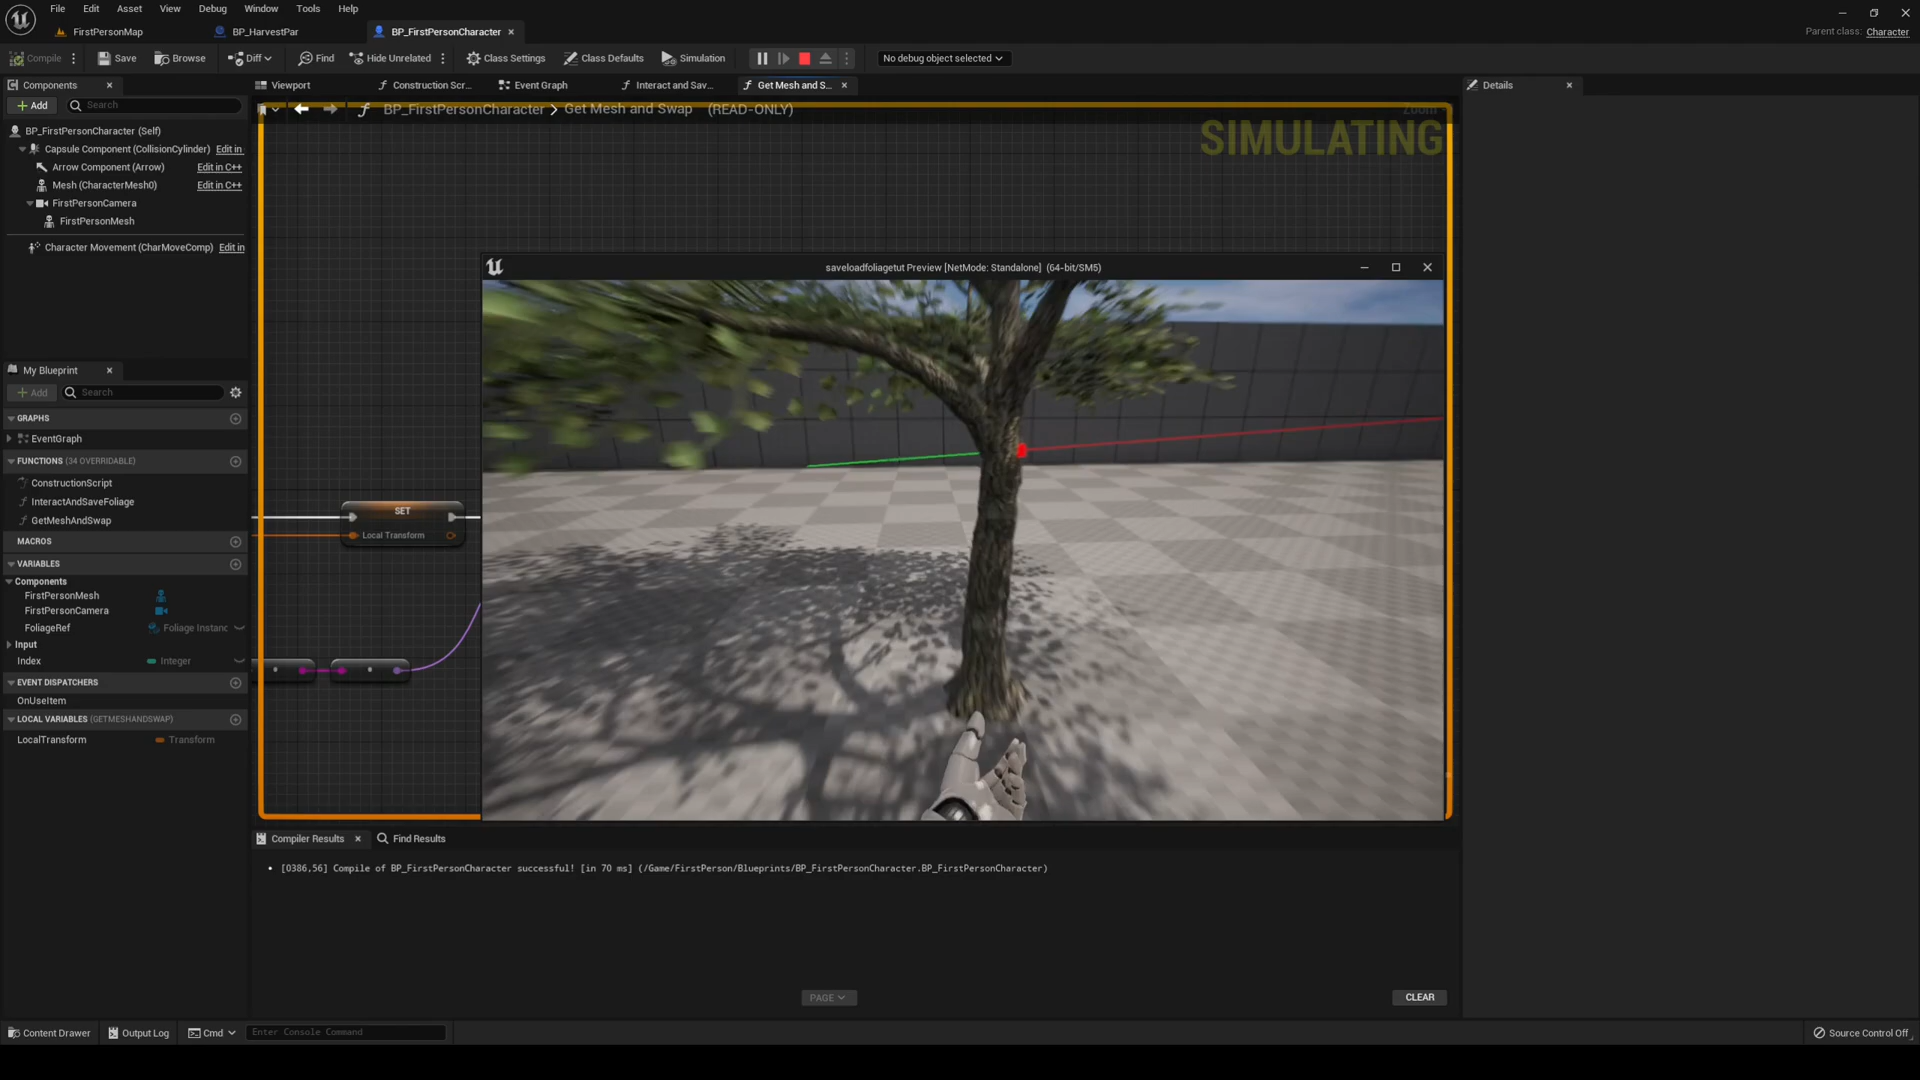 File Edit Asset View Debug Window Tools Help
FirstPersonMap BP_HarvestPar BP_FirstPersonCharacter
Parent class: Character
Compile Save Browse Diff Find Hide Unrelated Class Settings Class Defaults Simulation No debug object selected
Components
Viewport Construction Scr... Event Graph Interact and Sav... Get Mesh and S...
Details
Add Search
BP_FirstPersonCharacter > Get Mesh and Swap (READ-ONLY)
Zoom
SIMULATING
BP_FirstPersonCharacter (Self)
Capsule Component (CollisionCylinder) Edit in
Arrow Component (Arrow) Edit in C++
Mesh (CharacterMesh0) Edit in C++
FirstPersonCamera
FirstPersonMesh
Character Movement (CharMoveComp) Edit in
saveloadfoliagetut Preview [NetMode: Standalone] (64-bit/SM5)
My Blueprint
Add Search
GRAPHS
EventGraph
FUNCTIONS (34 OVERRIDABLE)
ConstructionScript
InteractAndSaveFoliage
GetMeshAndSwap
SET
Local Transform
MACROS
VARIABLES
Components
FirstPersonMesh
FirstPersonCamera
FoliageRef Foliage Instanc
Input
Index Integer
EVENT DISPATCHERS
OnUseItem
LOCAL VARIABLES (GETMESHANDSWAP)
LocalTransform Transform
Compiler Results Find Results
[0386,56] Compile of BP_FirstPersonCharacter successful! [in 70 ms] (/Game/FirstPerson/Blueprints/BP_FirstPersonCharacter.BP_FirstPersonCharacter)
PAGE
CLEAR
Content Drawer Output Log Cmd Enter Console Command
Source Control Off